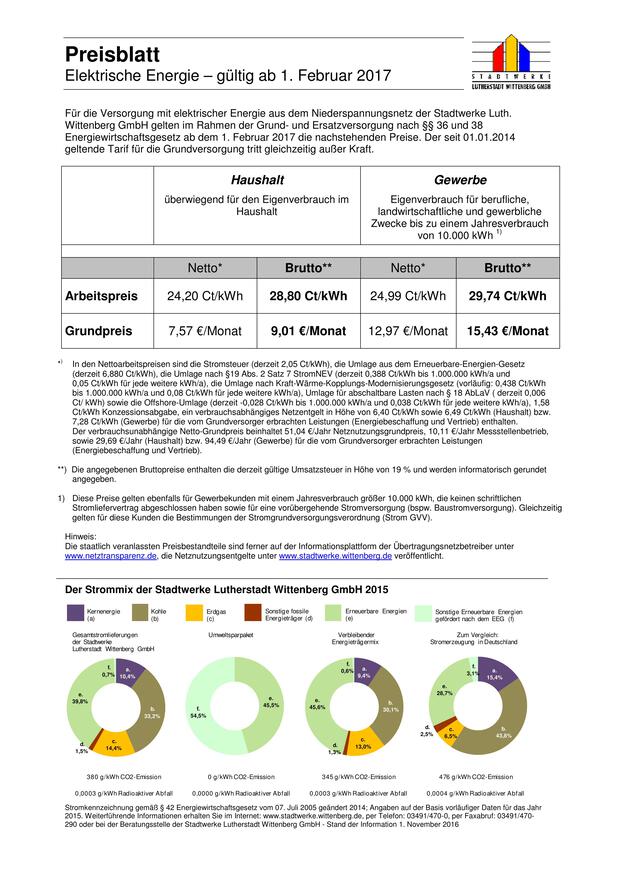 Preisblatt
Elektrische Energie – gültig ab 1. Februar 2017
STADTWERKE
LUTHERSTADT WITTENBERG GMBH
Für die Versorgung mit elektrischer Energie aus dem Niederspannungsnetz der Stadtwerke Luth.
Wittenberg GmbH gelten im Rahmen der Grund- und Ersatzversorgung nach §§ 36 und 38
Energiewirtschaftsgesetz ab dem 1. Februar 2017 die nachstehenden Preise. Der seit 01.01.2014
geltende Tarif für die Grundversorgung tritt gleichzeitig außer Kraft.
Haushalt
überwiegend für den Eigenverbrauch im
Haushalt
Gewerbe
Eigenverbrauch für berufliche,
landwirtschaftliche und gewerbliche
Zwecke bis zu einem Jahresverbrauch
von 10.000 kWh 1)
Netto* Brutto** Netto* Brutto**
Arbeitspreis 24,20 Ct/kWh 28,80 Ct/kWh 24,99 Ct/kWh 29,74 Ct/kWh
Grundpreis 7,57 €/Monat 9,01 €/Monat 12,97 €/Monat 15,43 €/Monat
*) In den Nettoarbeitspreisen sind die Stromsteuer (derzeit 2,05 Ct/kWh), die Umlage aus dem Erneuerbare-Energien-Gesetz
(derzeit 6,880 Ct/kWh), die Umlage nach §19 Abs. 2 Satz 7 StromNEV (derzeit 0,388 Ct/kWh bis 1.000.000 kWh/a und
0,05 Ct/kWh für jede weitere kWh/a), die Umlage nach Kraft-Wärme-Kopplungs-Modernisierungsgesetz (vorläufig: 0,438 Ct/kWh
bis 1.000.000 kWh/a und 0,08 Ct/kWh für jede weitere kWh/a), Umlage für abschaltbare Lasten nach § 18 AbLaV ( derzeit 0,006
Ct/ kWh) sowie die Offshore-Umlage (derzeit -0,028 Ct/kWh bis 1.000.000 kWh/a und 0,038 Ct/kWh für jede weitere kWh/a), 1,58
Ct/kWh Konzessionsabgabe, ein verbrauchsabhängiges Netzentgelt in Höhe von 6,40 Ct/kWh sowie 6,49 Ct/kWh (Haushalt) bzw.
7,28 Ct/kWh (Gewerbe) für die vom Grundversorger erbrachten Leistungen (Energiebeschaffung und Vertrieb) enthalten.
Der verbrauchsunabhängige Netto-Grundpreis beinhaltet 51,04 €/Jahr Netznutzungsgrundpreis, 10,11 €/Jahr Messstellenbetrieb,
sowie 29,69 €/Jahr (Haushalt) bzw. 94,49 €/Jahr (Gewerbe) für die vom Grundversorger erbrachten Leistungen
(Energiebeschaffung und Vertrieb).
**) Die angegebenen Bruttopreise enthalten die derzeit gültige Umsatzsteuer in Höhe von 19 % und werden informatorisch gerundet
angegeben.
1) Diese Preise gelten ebenfalls für Gewerbekunden mit einem Jahresverbrauch größer 10.000 kWh, die keinen schriftlichen
Stromliefervertrag abgeschlossen haben sowie für eine vorübergehende Stromversorgung (bspw. Baustromversorgung). Gleichzeitig
gelten für diese Kunden die Bestimmungen der Stromgrundversorgungsverordnung (Strom GVV).
Hinweis:
Die staatlich veranlassten Preisbestandteile sind ferner auf der Informationsplattform der Übertragungsnetzbetreiber unter
www.netztransparenz.de, die Netznutzungsentgelte unter www.stadtwerke.wittenberg.de veröffentlicht.
Der Strommix der Stadtwerke Lutherstadt Wittenberg GmbH 2015
Kernenergie
(a)
Kohle
(b)
Erdgas
(c)
Sonstige fossile
Energieträger (d)
Erneuerbare Energien
(e)
Sonstige Erneuerbare Energien
gefördert nach dem EEG (f)
Gesamtstromlieferungen
der Stadtwerke
Lutherstadt Wittenberg GmbH
f.
0,7%
a.
10,4%
e.
39,8%
b.
33,2%
d.
1,5%
c.
14,4%
380 g/kWh CO2-Emission
0,0003 g/kWh Radioaktiver Abfall
Umweltsparpaket
e.
45,5%
f.
54,5%
0 g/kWh CO2-Emission
0,0000 g/kWh Radioaktiver Abfall
Verbleibender
Energieträgermix
f.
0,6%
a.
9,4%
e.
45,6%
b.
30,1%
d.
1,3%
c.
13,0%
345 g/kWh CO2-Emission
0,0003 g/kWh Radioaktiver Abfall
Zum Vergleich:
Stromerzeugung in Deutschland
f.
3,1%
a.
15,4%
e.
28,7%
b.
43,8%
d.
2,5%
c.
6,5%
476 g/kWh CO2-Emission
0,0004 g/kWh Radioaktiver Abfall
Stromkennzeichnung gemäß § 42 Energiewirtschaftsgesetz vom 07. Juli 2005 geändert 2014; Angaben auf der Basis vorläufiger Daten für das Jahr
2015. Weiterführende Informationen erhalten Sie im Internet: www.stadtwerke.wittenberg.de, per Telefon: 03491/470-0, per Faxabruf: 03491/470-
290 oder bei der Beratungsstelle der Stadtwerke Lutherstadt Wittenberg GmbH - Stand der Information 1. November 2016